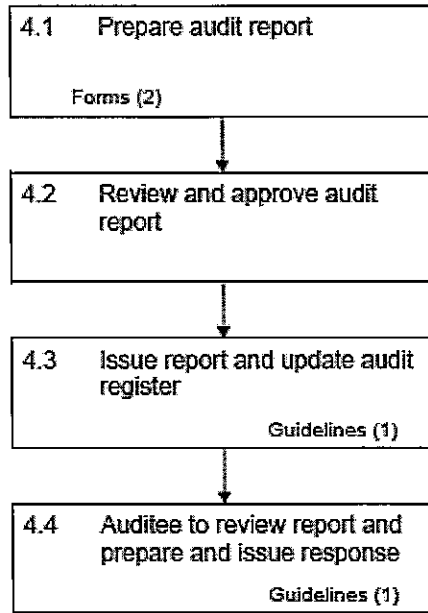 4.1 Prepare audit report
Forms (2)
4.2 Review and approve audit
report
4.3 Issue report and update audit
register
Guidelines (1)
4.4 Auditee to review report and
prepare and issue response
Guidelines (1)